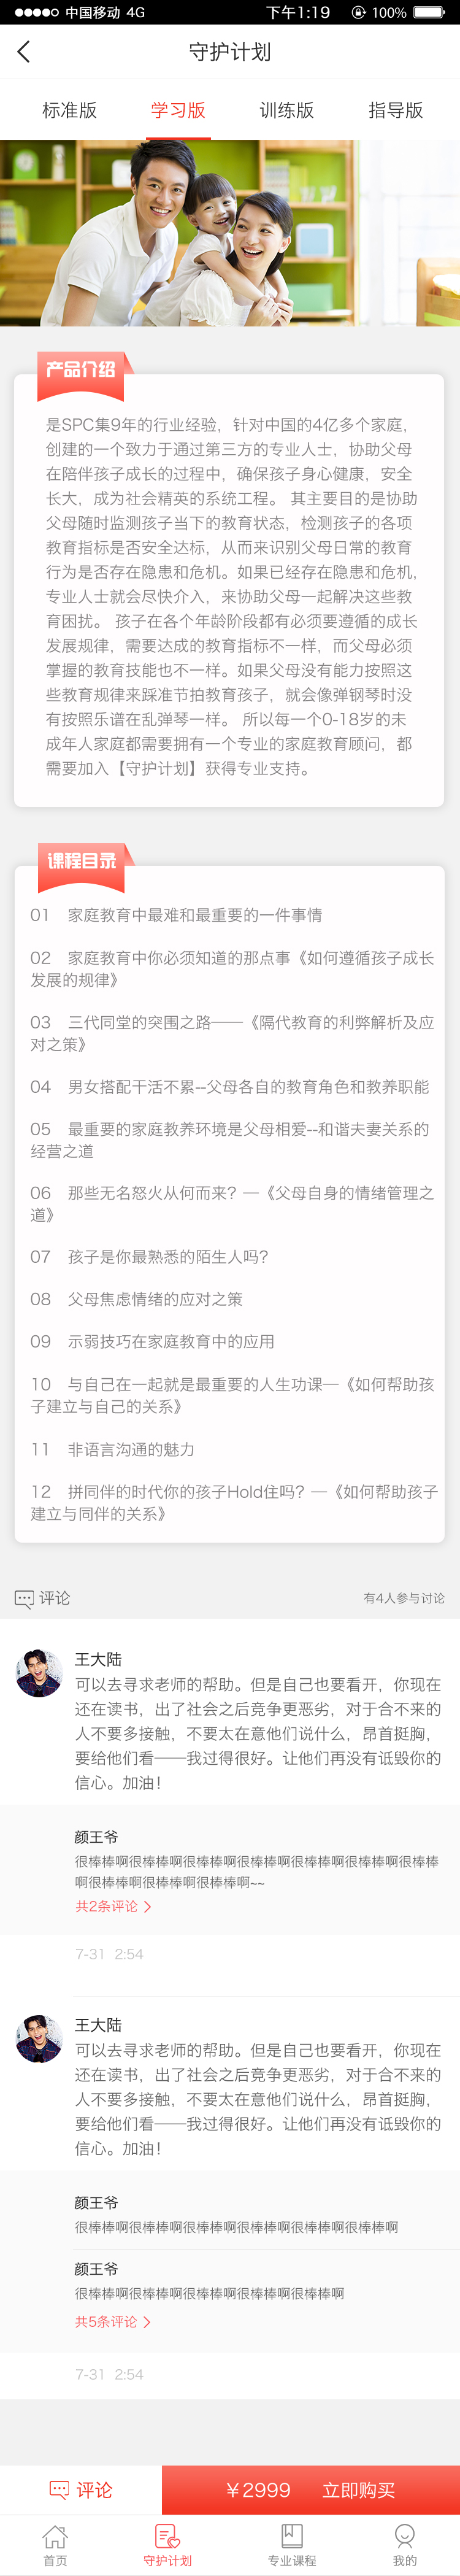 中国移动 4G 下午1:19 100%
守护计划
标准版 学习版 训练版 指导版
产品介绍
是SPC集9年的行业经验，针对中国的4亿多个家庭，
创建的一个致力于通过第三方的专业人士，协助父母
在陪伴孩子成长的过程中，确保孩子身心健康，安全
长大，成为社会精英的系统工程。 其主要目的是协助
父母随时监测孩子当下的教育状态，检测孩子的各项
教育指标是否安全达标，从而来识别父母日常的教育
行为是否存在隐患和危机。如果已经存在隐患和危机，
专业人士就会尽快介入，来协助父母一起解决这些教
育困扰。 孩子在各个年龄阶段都有必须要遵循的成长
发展规律，需要达成的教育指标不一样，而父母必须
掌握的教育技能也不一样。如果父母没有能力按照这
些教育规律来踩准节拍教育孩子，就会像弹钢琴时没
有按照乐谱在乱弹琴一样。 所以每一个0-18岁的未
成年人家庭都需要拥有一个专业的家庭教育顾问，都
需要加入【守护计划】获得专业支持。
课程目录
01 家庭教育中最难和最重要的一件事情
02 家庭教育中你必须知道的那点事《如何遵循孩子成长
发展的规律》
03 三代同堂的突围之路——《隔代教育的利弊解析及应
对之策》
04 男女搭配干活不累--父母各自的教育角色和教养职能
05 最重要的家庭教养环境是父母相爱--和谐夫妻关系的
经营之道
06 那些无名怒火从何而来？—《父母自身的情绪管理之
道》
07 孩子是你最熟悉的陌生人吗？
08 父母焦虑情绪的应对之策
09 示弱技巧在家庭教育中的应用
10 与自己在一起就是最重要的人生功课—《如何帮助孩
子建立与自己的关系》
11 非语言沟通的魅力
12 拼同伴的时代你的孩子Hold住吗？—《如何帮助孩子
建立与同伴的关系》
评论 有4人参与讨论
王大陆
可以去寻求老师的帮助。但是自己也要看开，你现在
还在读书，出了社会之后竞争更恶劣，对于合不来的
人不要多接触，不要太在意他们说什么，昂首挺胸，
要给他们看——我过得很好。让他们再没有诋毁你的
信心。加油！
颜王爷
很棒棒啊很棒棒啊很棒棒啊很棒棒啊很棒棒啊很棒棒啊很棒棒
啊很棒棒啊很棒棒啊很棒棒啊~~
共2条评论
7-31 2:54
王大陆
可以去寻求老师的帮助。但是自己也要看开，你现在
还在读书，出了社会之后竞争更恶劣，对于合不来的
人不要多接触，不要太在意他们说什么，昂首挺胸，
要给他们看——我过得很好。让他们再没有诋毁你的
信心。加油！
颜王爷
很棒棒啊很棒棒啊很棒棒啊很棒棒啊很棒棒啊很棒棒啊
颜王爷
很棒棒啊很棒棒啊很棒棒啊很棒棒啊很棒棒啊
共5条评论
7-31 2:54
评论 ￥2999 立即购买
首页 守护计划 专业课程 我的